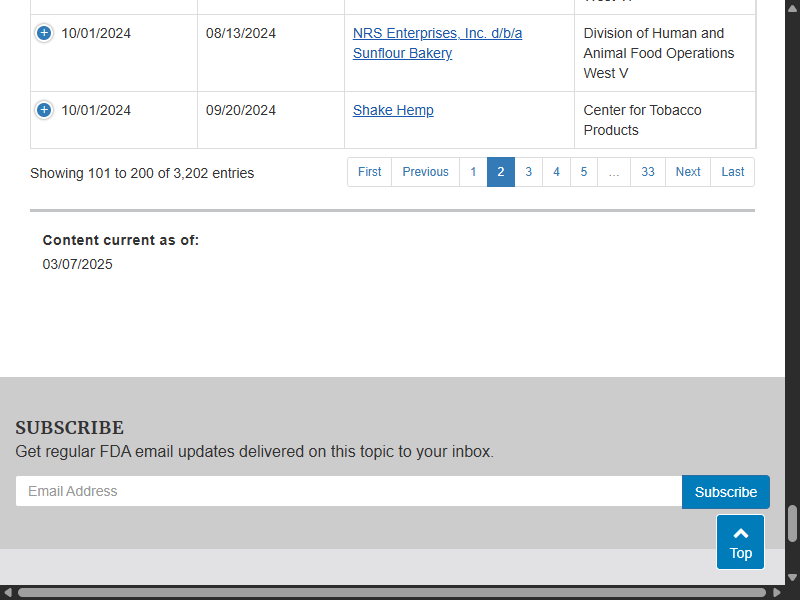 10/01/2024 08/13/2024 NRS Enterprises, Inc. d/b/a Division of Human and
Sunflour Bakery Animal Food Operations
West V
10/01/2024 09/20/2024 Shake Hemp Center for Tobacco
Products
Showing 101 to 200 of 3,202 entries First Previous 1 2 3 4 5 … 33 Next Last
Content current as of:
03/07/2025
SUBSCRIBE
Get regular FDA email updates delivered on this topic to your inbox.
Email Address Subscribe
Top